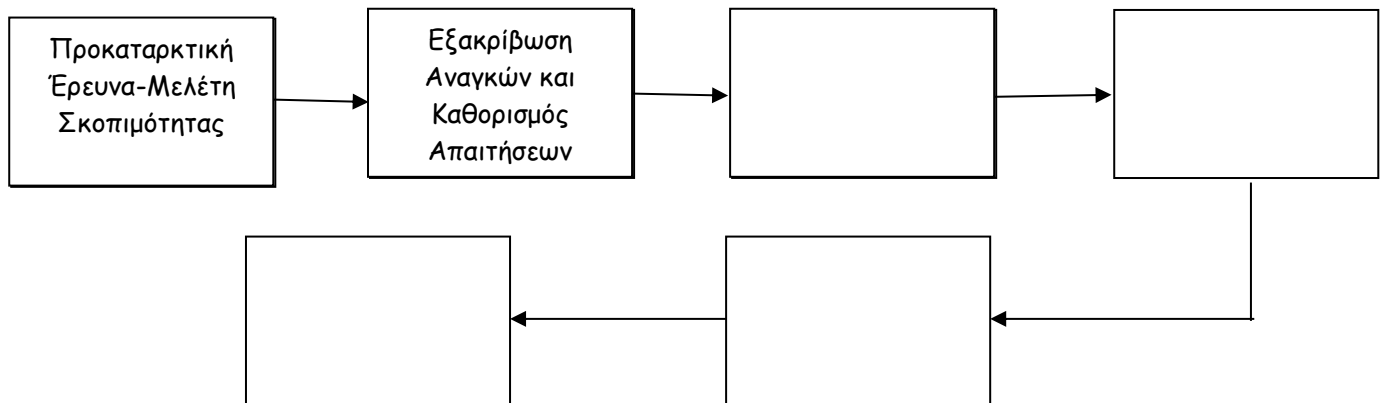 Προκαταρκτική
Έρευνα-Μελέτη
Σκοπιμότητας
Εξακρίβωση
Αναγκών και
Καθορισμός
Απαιτήσεων